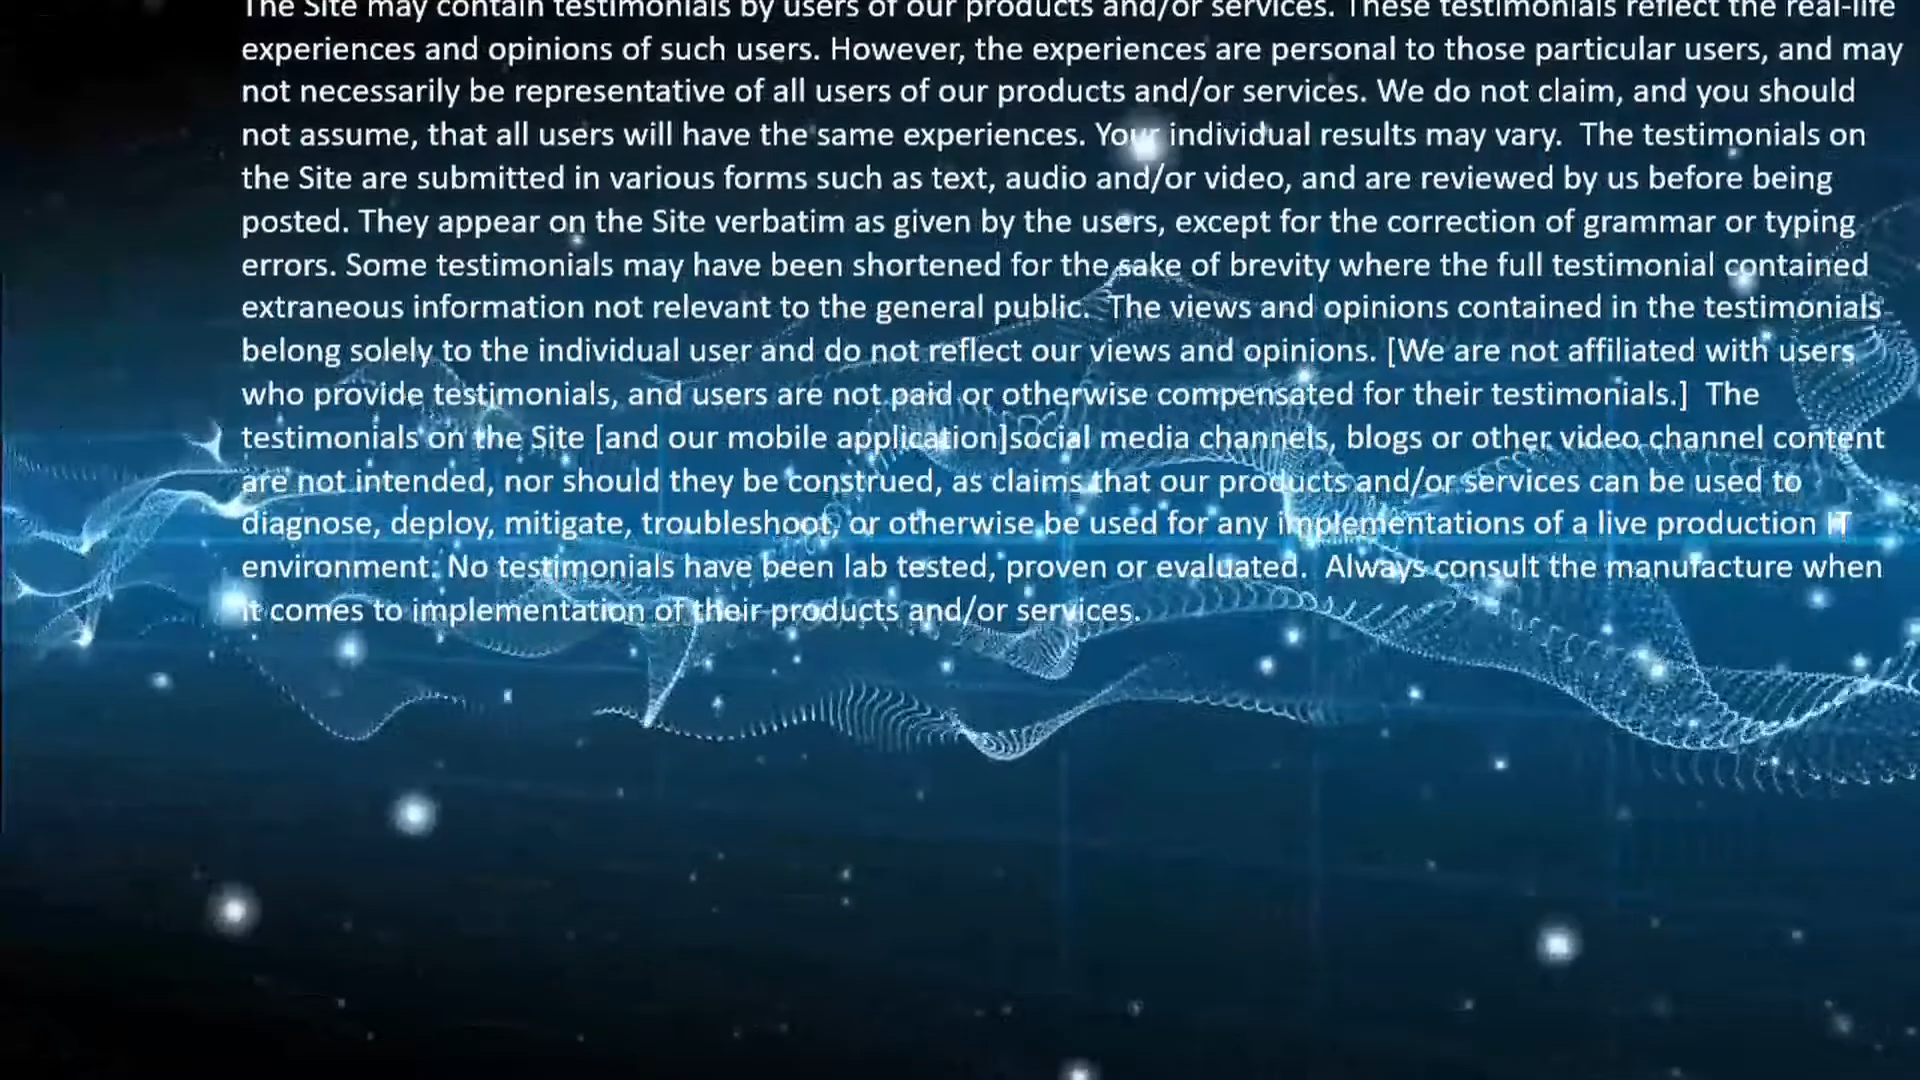 The Site may contain testimonials by users of our products and/or services. These testimonials reflect the real-life
experiences and opinions of such users. However, the experiences are personal to those particular users, and may
not necessarily be representative of all users of our products and/or services. We do not claim, and you should
not assume, that all users will have the same experiences. Your individual results may vary.  The testimonials on
the Site are submitted in various forms such as text, audio and/or video, and are reviewed by us before being
posted. They appear on the Site verbatim as given by the users, except for the correction of grammar or typing
errors. Some testimonials may have been shortened for the sake of brevity where the full testimonial contained
extraneous information not relevant to the general public.  The views and opinions contained in the testimonials
belong solely to the individual user and do not reflect our views and opinions. [We are not affiliated with users
who provide testimonials, and users are not paid or otherwise compensated for their testimonials.]  The
testimonials on the Site [and our mobile application]social media channels, blogs or other video channel content
are not intended, nor should they be construed, as claims that our products and/or services can be used to
diagnose, deploy, mitigate, troubleshoot, or otherwise be used for any implementations of a live production IT
environment. No testimonials have been lab tested, proven or evaluated.  Always consult the manufacture when
it comes to implementation of their products and/or services.